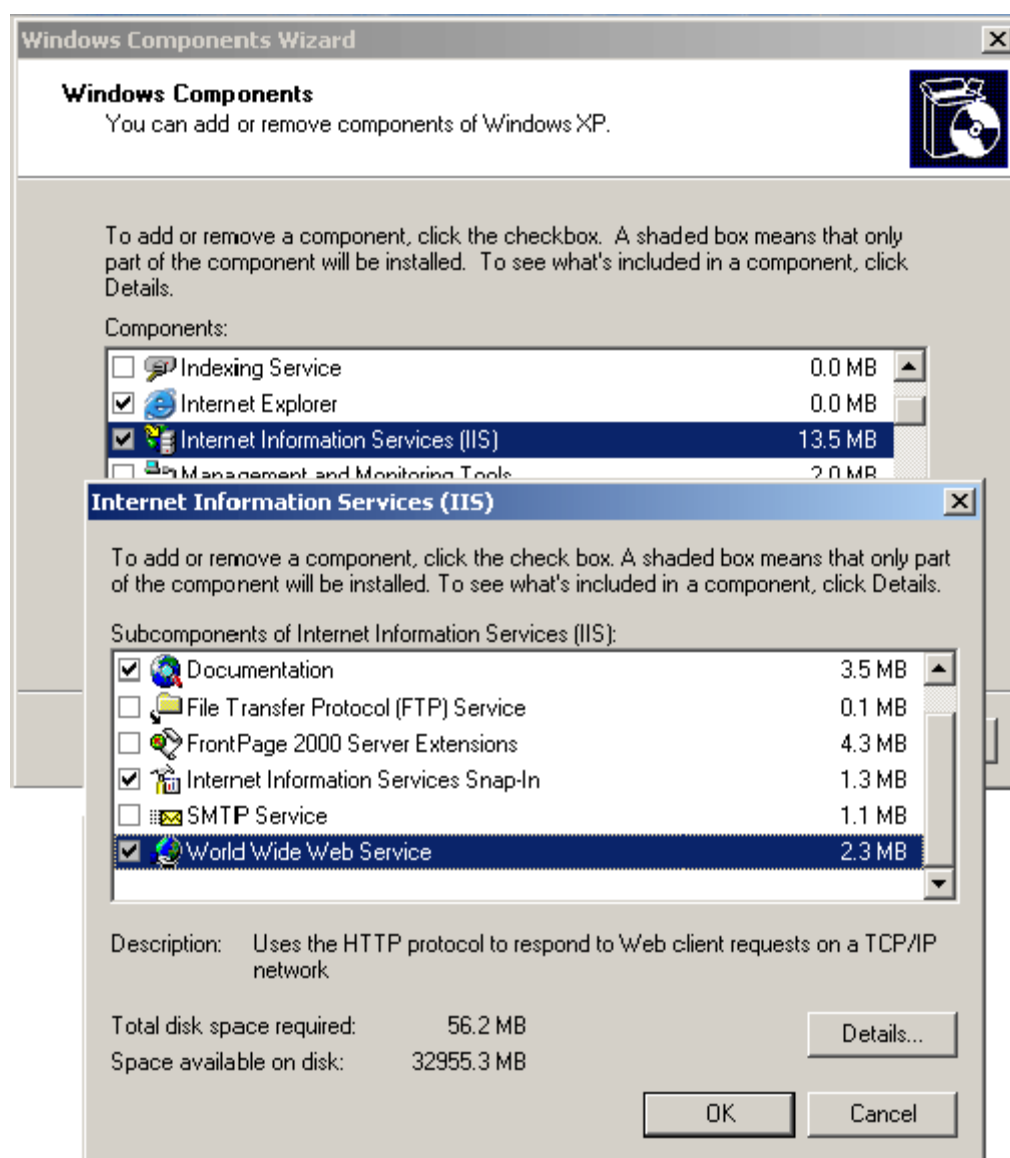 Windows Components Wizard
Windows Components
You can add or remove components of Windows XP.
To add or remove a component, click the checkbox. A shaded box means that only
part of the component will be installed. To see what's included in a component, click
Details.
Components:
Indexing Service 0.0 MB
Internet Explorer 0.0 MB
Internet Information Services (IIS) 13.5 MB
Management and Monitoring Tools 2.0 MB
Internet Information Services (IIS)
To add or remove a component, click the check box. A shaded box means that only part
of the component will be installed. To see what's included in a component, click Details.
Subcomponents of Internet Information Services (IIS):
Documentation 3.5 MB
File Transfer Protocol (FTP) Service 0.1 MB
FrontPage 2000 Server Extensions 4.3 MB
Internet Information Services Snap-In 1.3 MB
SMTP Service 1.1 MB
World Wide Web Service 2.3 MB
Description: Uses the HTTP protocol to respond to Web client requests on a TCP/IP
network
Total disk space required: 56.2 MB
Space available on disk: 32955.3 MB
Details...
OK Cancel